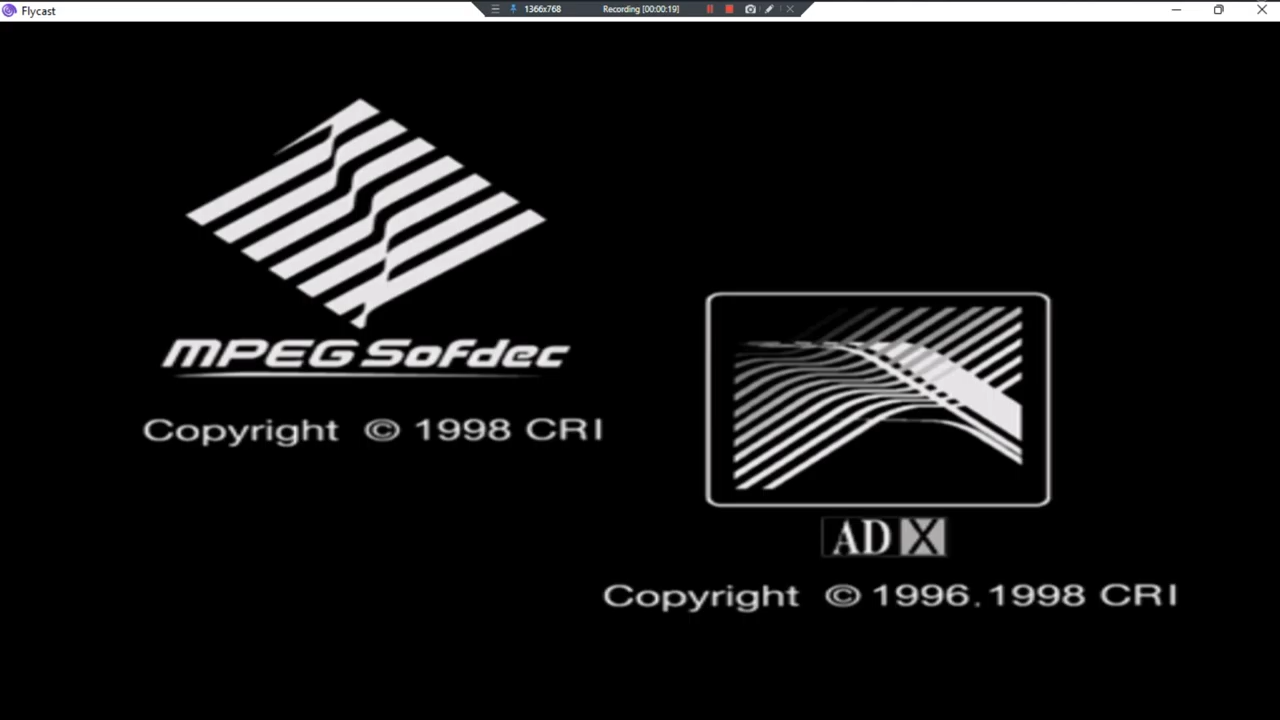 Flycast
1366x768
Recording [00:00:19]
MPEG Sofdec
Copyright © 1998 CRI
ADX
Copyright © 1996.1998 CRI